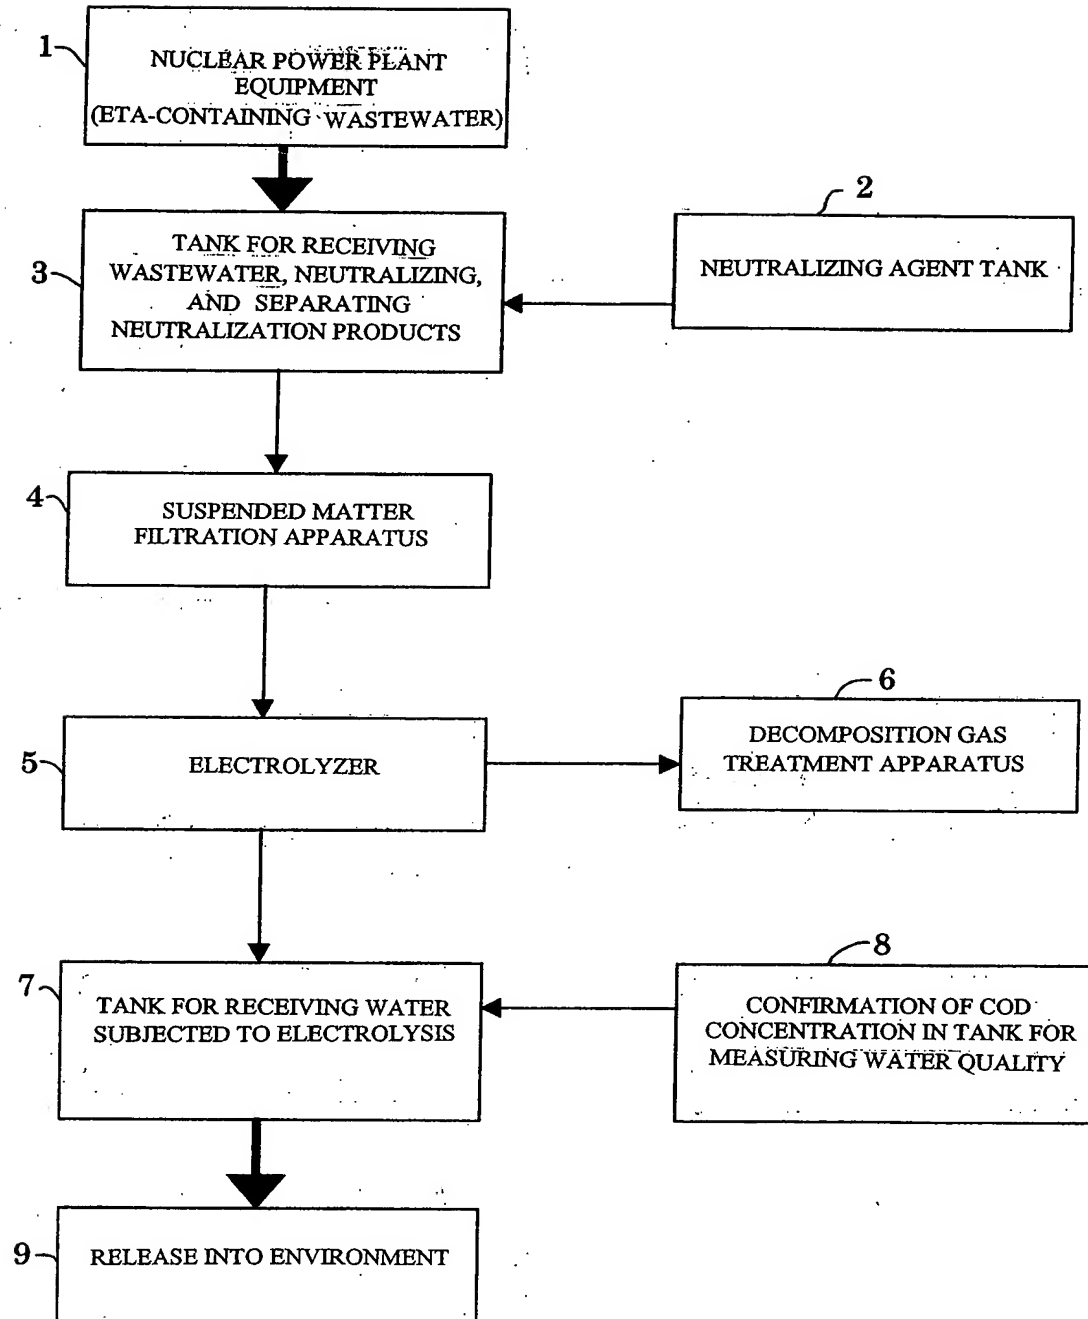 1
NUCLEAR POWER PLANT
EQUIPMENT
(ETA-CONTAINING WASTEWATER)
2
NEUTRALIZING AGENT TANK
3
TANK FOR RECEIVING
WASTEWATER, NEUTRALIZING,
AND SEPARATING
NEUTRALIZATION PRODUCTS
4
SUSPENDED MATTER
FILTRATION APPARATUS
5
ELECTROLYZER
6
DECOMPOSITION GAS
TREATMENT APPARATUS
7
TANK FOR RECEIVING WATER
SUBJECTED TO ELECTROLYSIS
8
CONFIRMATION OF COD
CONCENTRATION IN TANK FOR
MEASURING WATER QUALITY
9
RELEASE INTO ENVIRONMENT